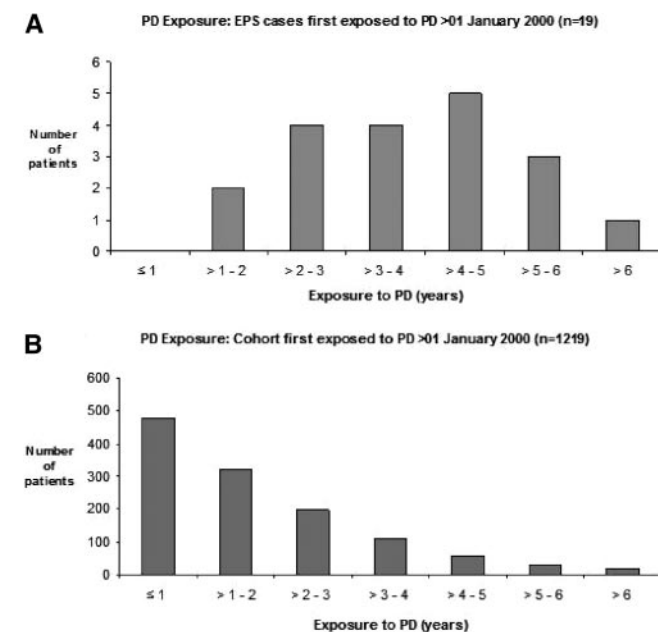 A
PD Exposure: EPS cases first exposed to PD >01 January 2000 (n=19)
Number
of
patients
6
5
4
3
2
1
0
≤ 1
> 1 - 2
> 2 - 3
> 3 - 4
> 4 - 5
> 5 - 6
> 6
Exposure to PD (years)
B
PD Exposure: Cohort first exposed to PD >01 January 2000 (n=1219)
Number
of
patients
600
500
400
300
200
100
0
≤ 1
> 1 - 2
> 2 - 3
> 3 - 4
> 4 - 5
> 5 - 6
> 6
Exposure to PD (years)